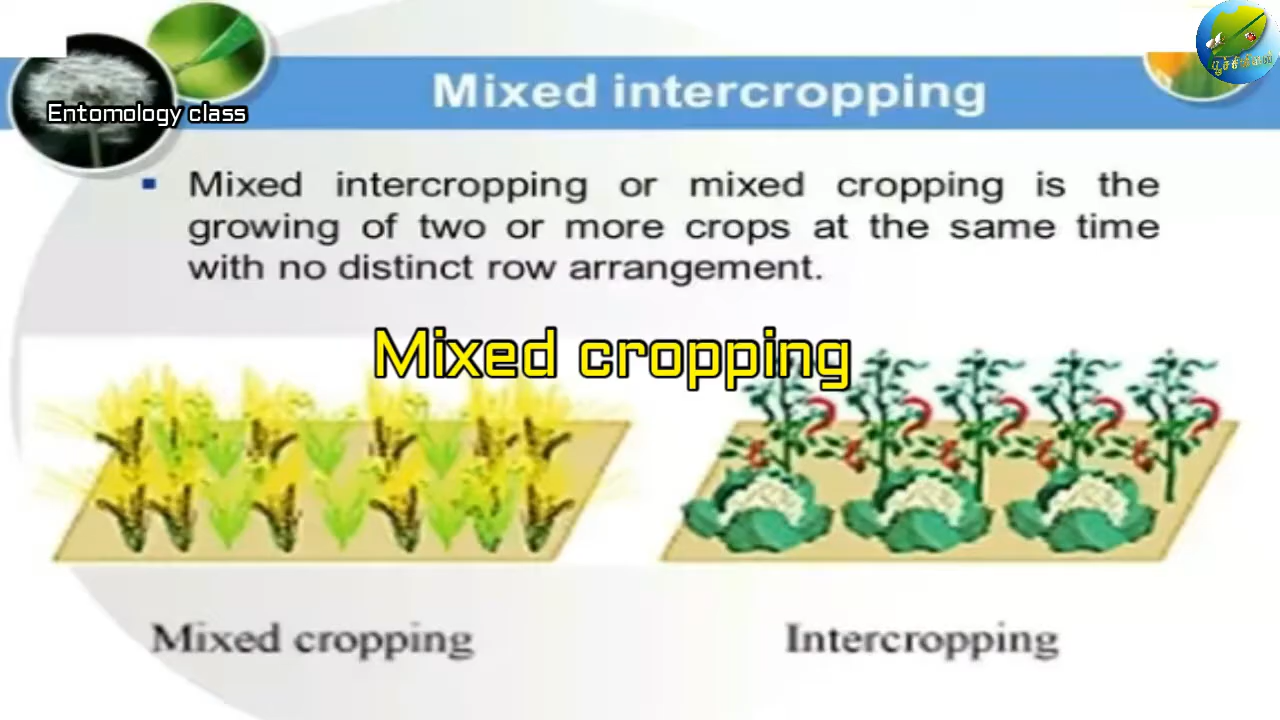 Mixed intercropping
Entomology class
Mixed intercropping or mixed cropping is the
growing of two or more crops at the same time
with no distinct row arrangement.
Mixed cropping
Mixed cropping
Intercropping